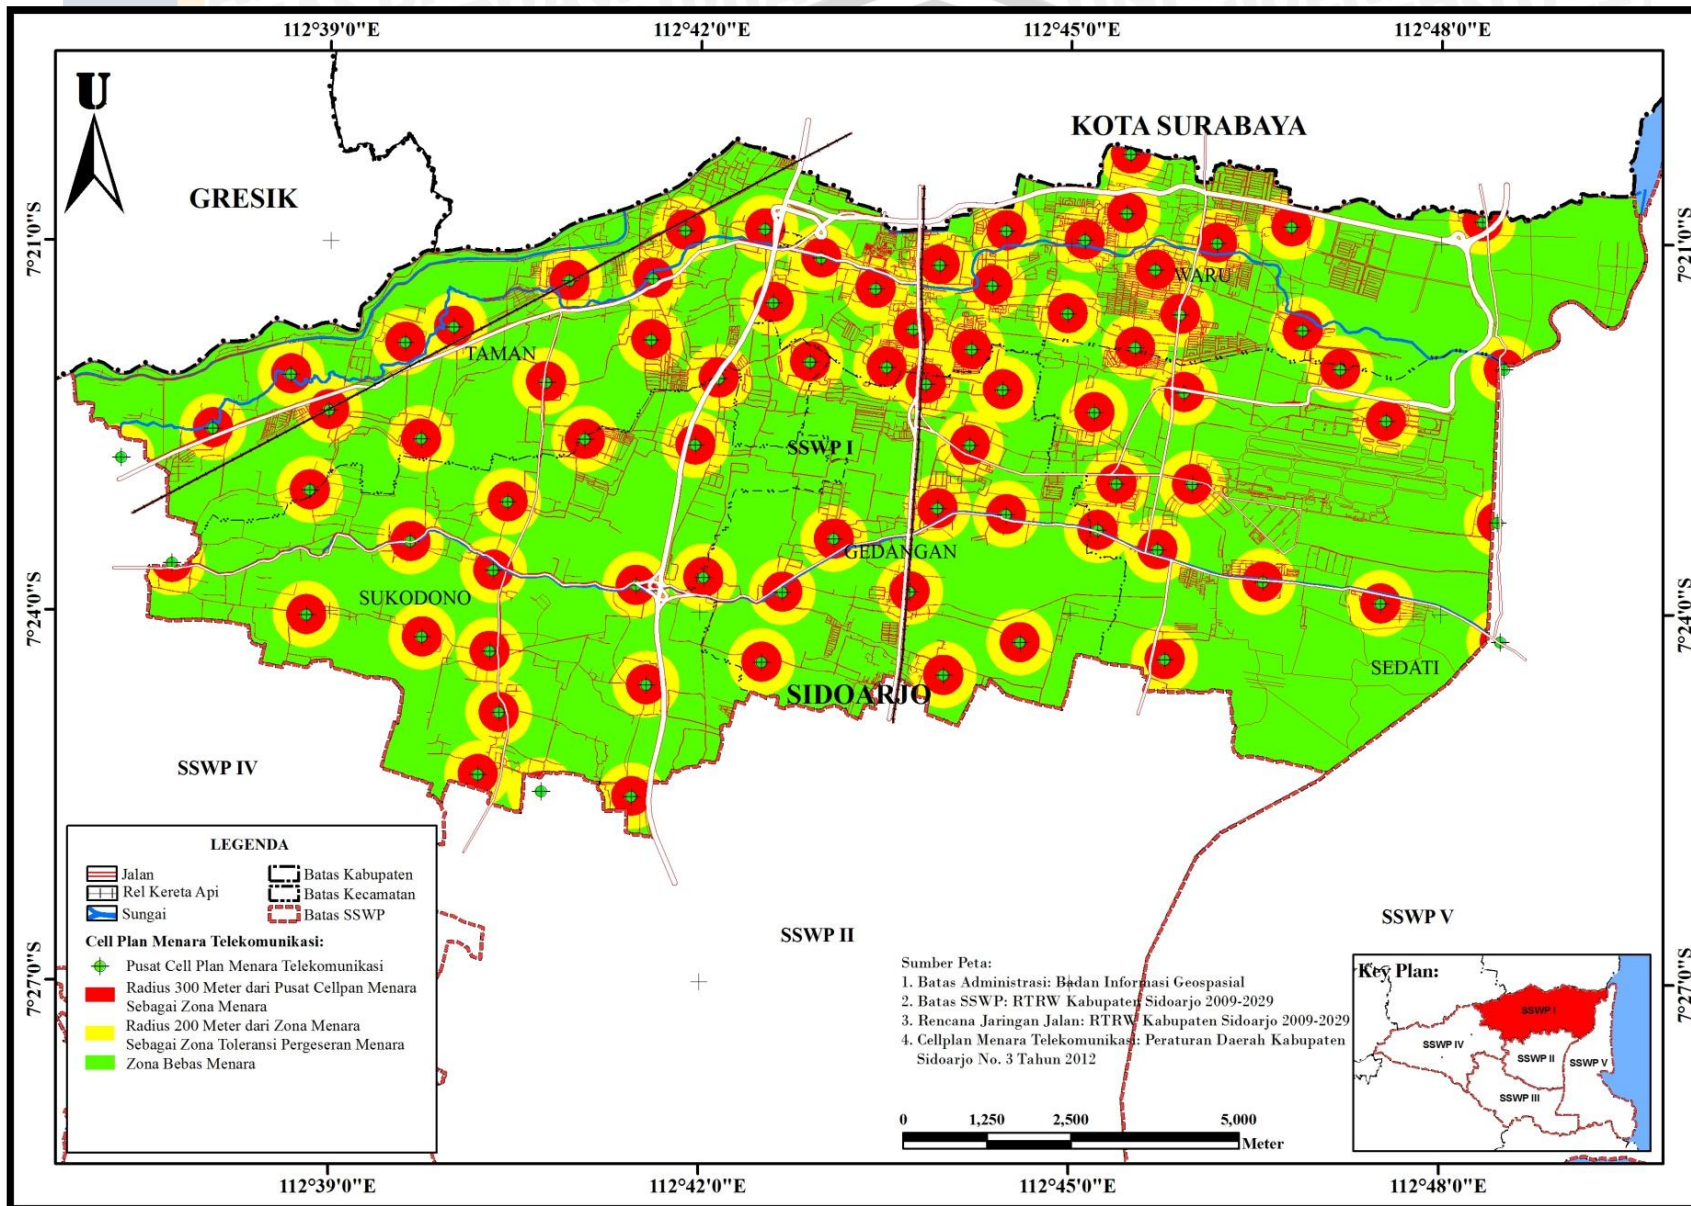 112°39'0"E
112°42'0"E
112°45'0"E
112°48'0"E
U
KOTA SURABAYA
GRESIK
7°21'0"S
7°21'0"S
WARU
TAMAN
SSWP I
GEDANGAN
SUKODONO
7°24'0"S
7°24'0"S
SEDATI
SIDOARJO
SSWP IV
SSWP II
SSWP V
7°27'0"S
7°27'0"S
LEGENDA
Jalan
Rel Kereta Api
Sungai
Batas Kabupaten
Batas Kecamatan
Batas SSWP
Cell Plan Menara Telekomunikasi:
Pusat Cell Plan Menara Telekomunikasi
Radius 300 Meter dari Pusat Cellpan Menara
Sebagai Zona Menara
Radius 200 Meter dari Zona Menara
Sebagai Zona Toleransi Pergeseran Menara
Zona Bebas Menara
Sumber Peta:
1. Batas Administrasi: Badan Informasi Geospasial
2. Batas SSWP: RTRW Kabupaten Sidoarjo 2009-2029
3. Rencana Jaringan Jalan: RTRW Kabupaten Sidoarjo 2009-2029
4. Cellplan Menara Telekomunikasi: Peraturan Daerah Kabupaten
Sidoarjo No. 3 Tahun 2012
0 1,250 2,500 5,000
Meter
Key Plan:
SSWP I
SSWP IV
SSWP II
SSWP V
SSWP III
112°39'0"E
112°42'0"E
112°45'0"E
112°48'0"E